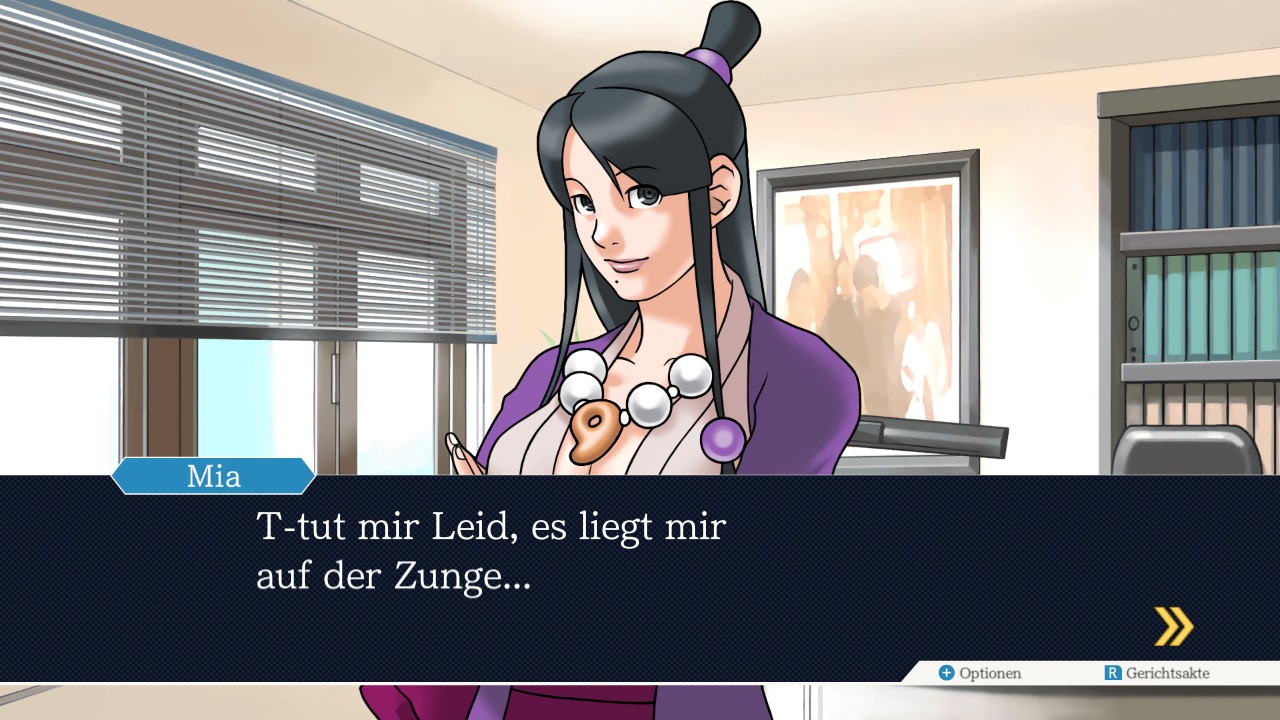 Mia
T-tut mir Leid, es liegt mir
auf der Zunge...
Optionen
R Gerichtsakte